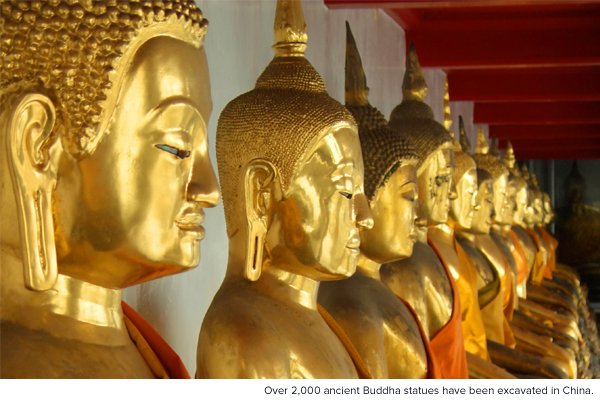 Over 2,000 ancient Buddha statues have been excavated in China.